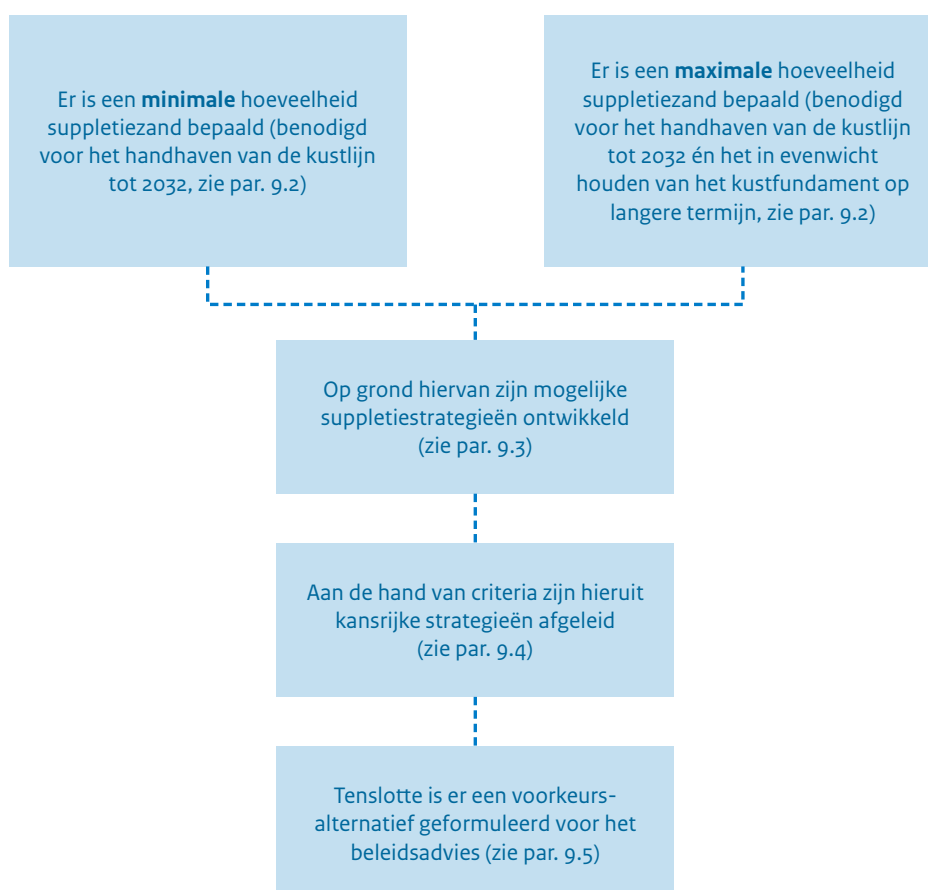 Er is een minimale hoeveelheid
suppletiezand bepaald (benodigd
voor het handhaven van de kustlijn
tot 2032, zie par. 9.2)
Er is een maximale hoeveelheid
suppletiezand bepaald (benodigd
voor het handhaven van de kustlijn
tot 2032 én het in evenwicht
houden van het kustfundament op
langere termijn, zie par. 9.2)
Op grond hiervan zijn mogelijke
suppletiestrategieën ontwikkeld
(zie par. 9.3)
Aan de hand van criteria zijn hieruit
kansrijke strategieën afgeleid
(zie par. 9.4)
Tenslotte is er een voorkeurs-
alternatief geformuleerd voor het
beleidsadvies (zie par. 9.5)